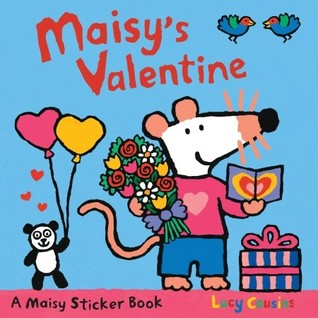 Maisy's
Valentine
A Maisy Sticker Book
Lucy Cousins